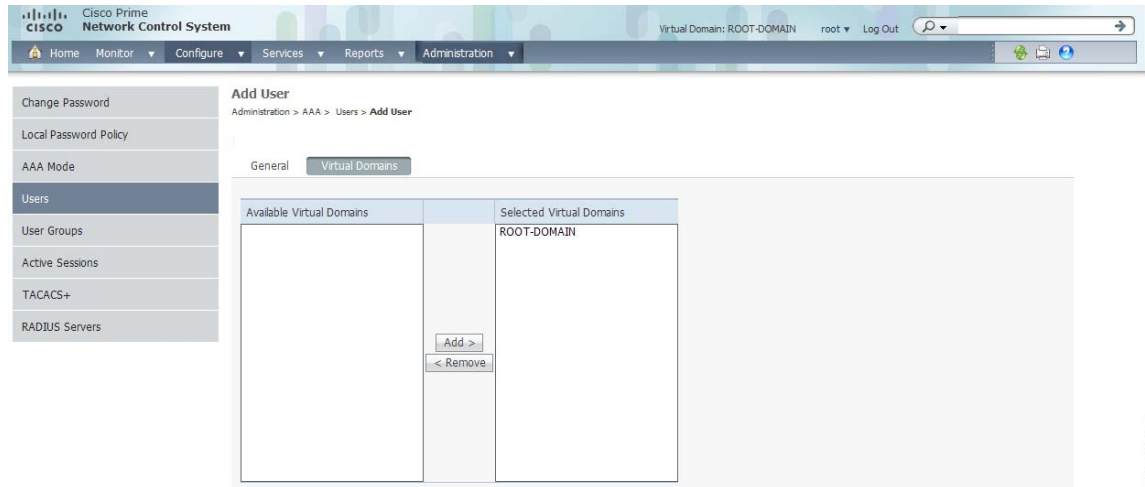 Cisco Prime
CISCO Network Control System
Virtual Domain: ROOT-DOMAIN root Log Out
Home Monitor Configure Services Reports Administration
Change Password
Local Password Policy
AAA Mode
Users
User Groups
Active Sessions
TACACS+
RADIUS Servers
Add User
Administration > AAA > Users > Add User
General Virtual Domains
Available Virtual Domains Selected Virtual Domains
ROOT-DOMAIN
Add >
< Remove